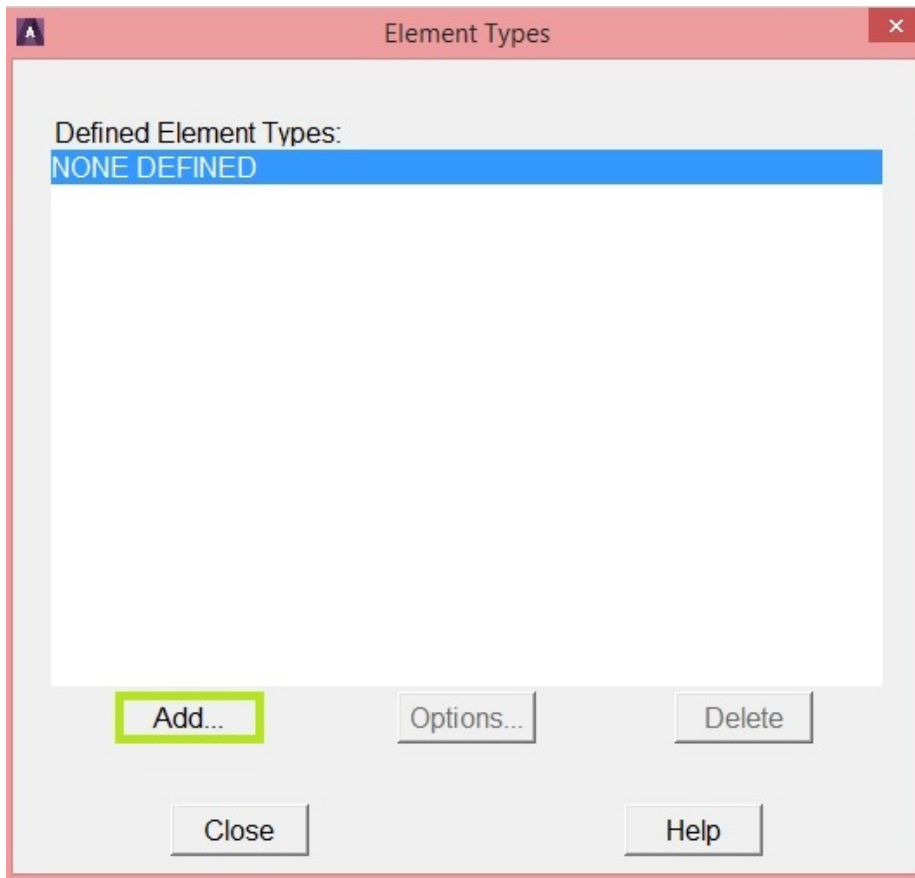 Element Types
Defined Element Types:
NONE DEFINED
Add... Options... Delete
Close Help